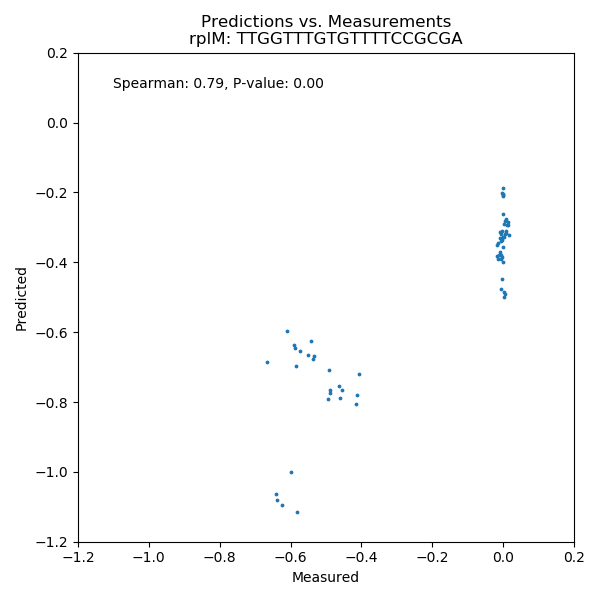 Predictions vs. Measurements
rplM: TTGGTTTGTGTTTTCCGCGA
Spearman: 0.79, P-value: 0.00
0.2
0.0
−0.2
−0.4
−0.6
−0.8
−1.0
−1.2
Predicted
−1.2 −1.0 −0.8 −0.6 −0.4 −0.2 0.0 0.2
Measured